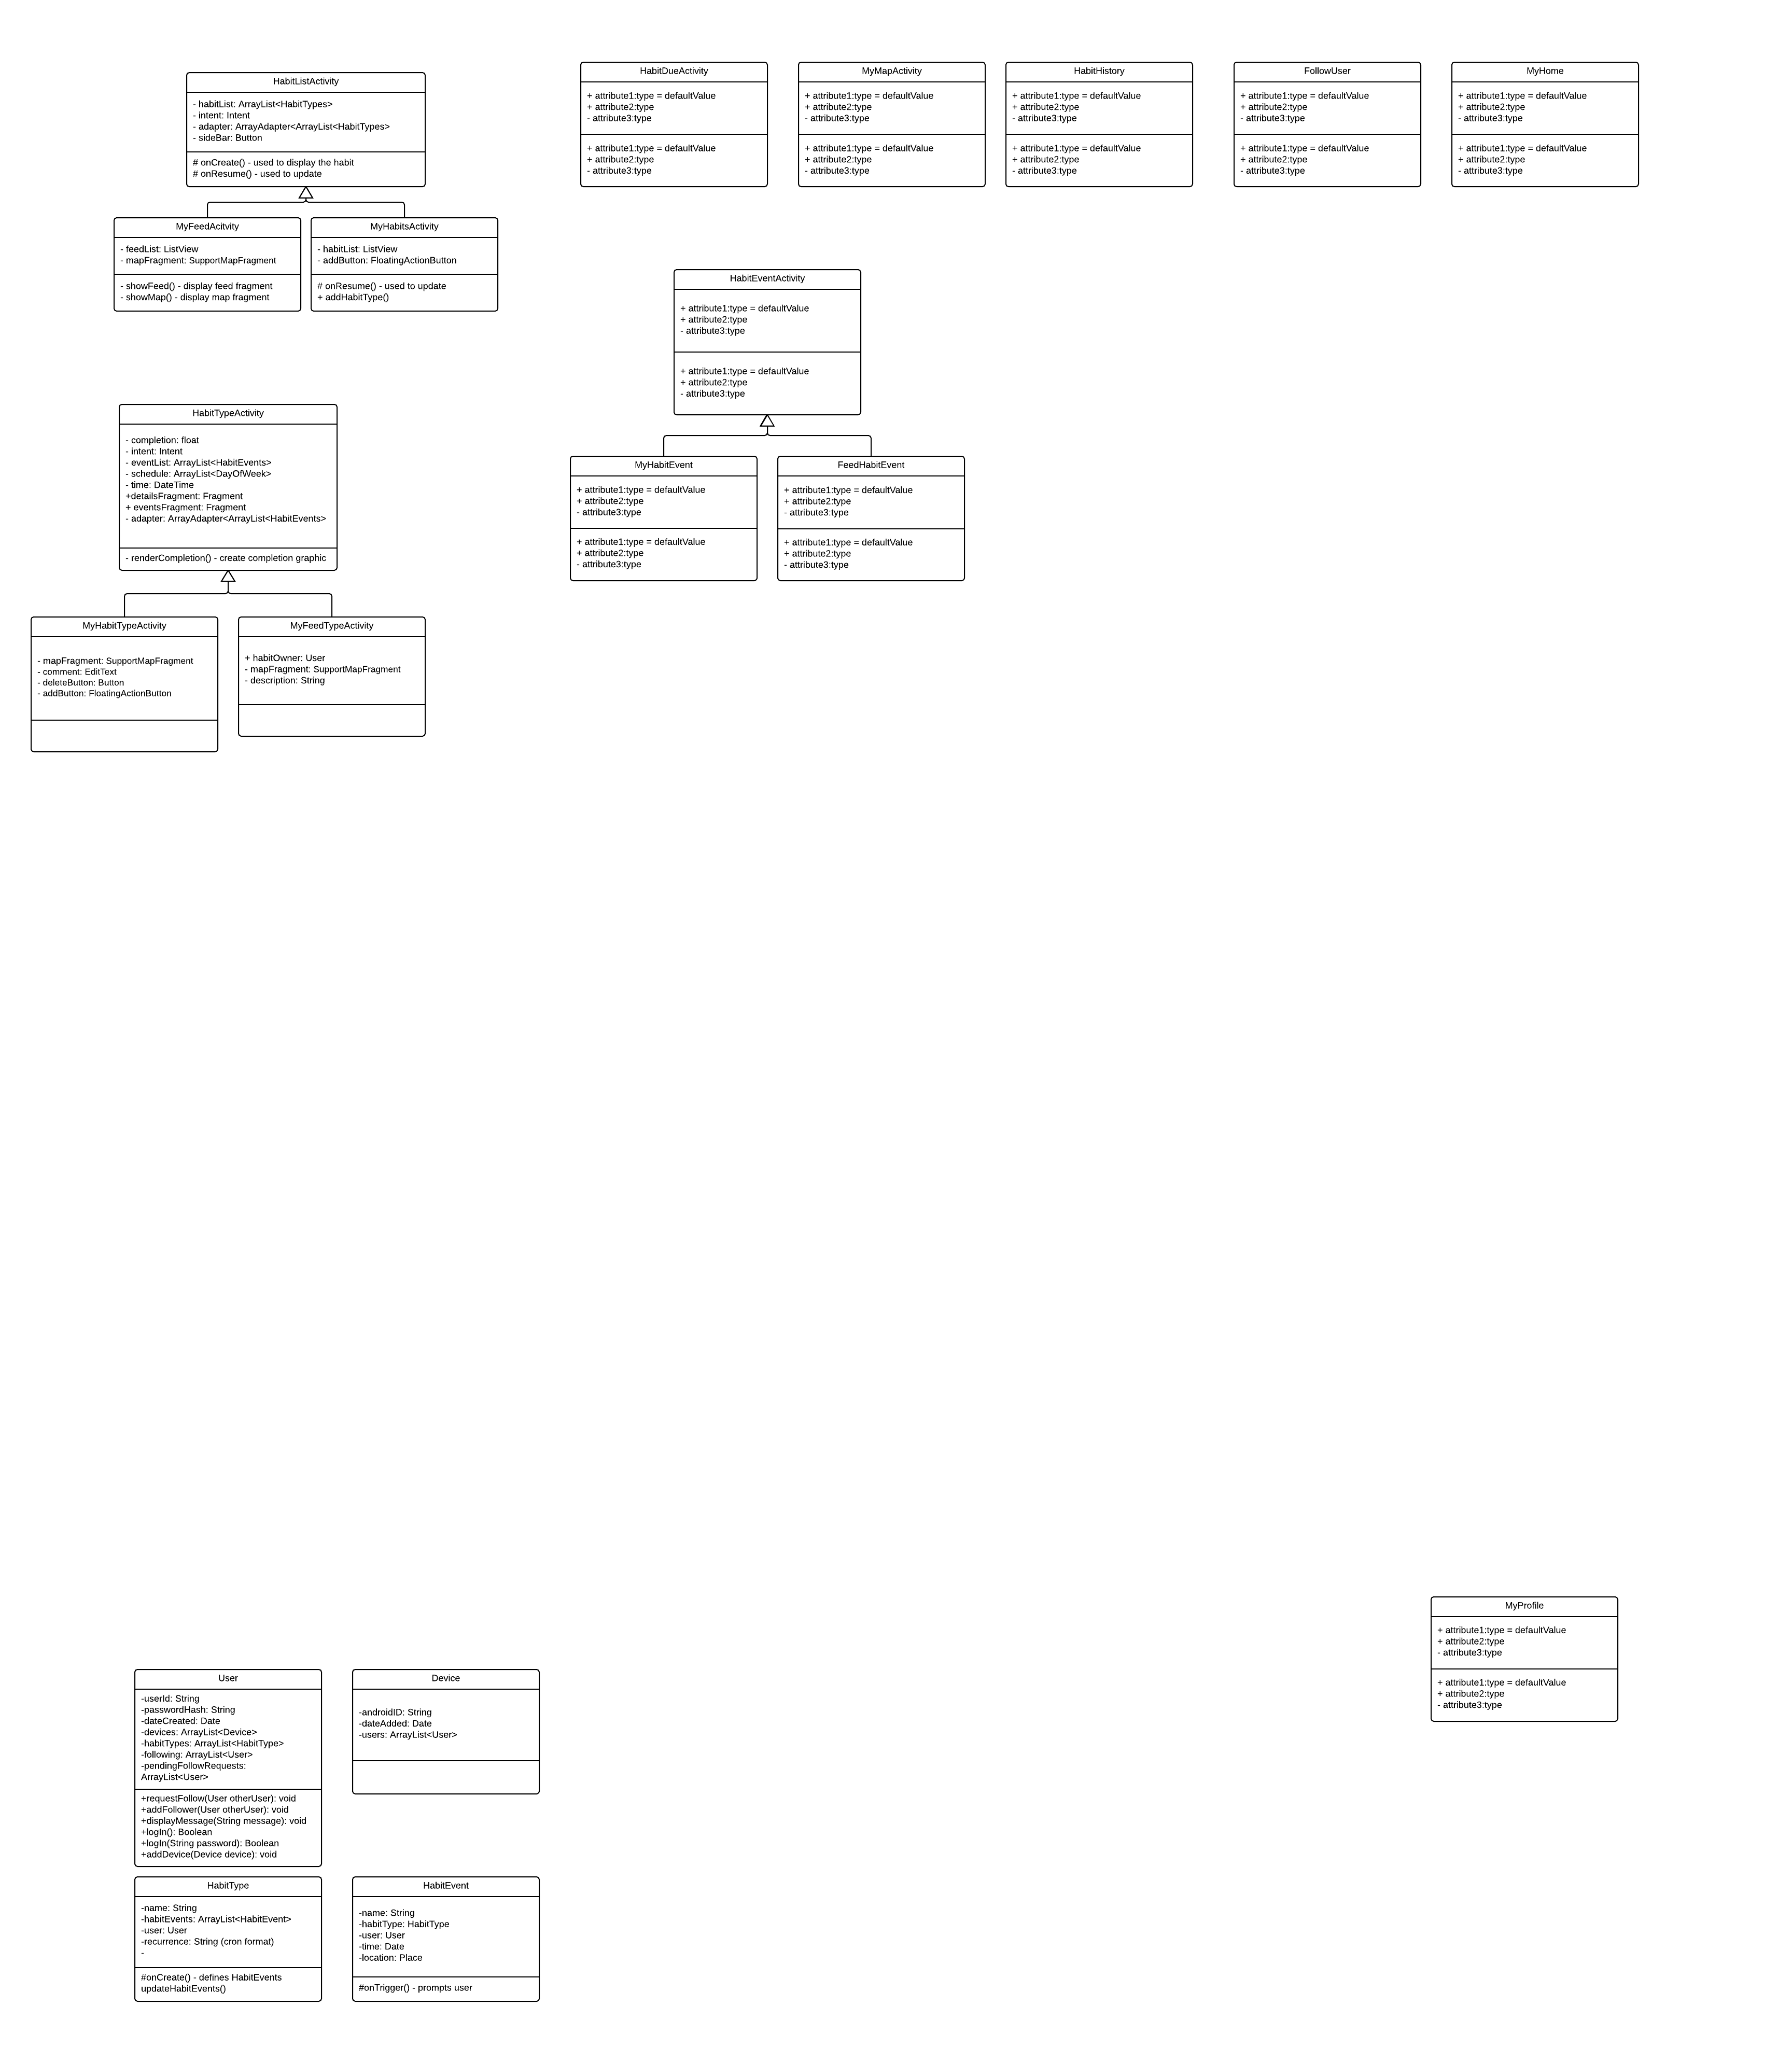 HabitListActivity
- habitList: ArrayList<HabitTypes>
- intent: Intent
- adapter: ArrayAdapter<ArrayList<HabitTypes>
- sideBar: Button
# onCreate() - used to display the habit
# onResume() - used to update
HabitDueActivity
+ attribute1:type = defaultValue
+ attribute2:type
- attribute3:type
+ attribute1:type = defaultValue
+ attribute2:type
- attribute3:type
MyMapActivity
+ attribute1:type = defaultValue
+ attribute2:type
- attribute3:type
+ attribute1:type = defaultValue
+ attribute2:type
- attribute3:type
HabitHistory
+ attribute1:type = defaultValue
+ attribute2:type
- attribute3:type
+ attribute1:type = defaultValue
+ attribute2:type
- attribute3:type
FollowUser
+ attribute1:type = defaultValue
+ attribute2:type
- attribute3:type
+ attribute1:type = defaultValue
+ attribute2:type
- attribute3:type
MyHome
+ attribute1:type = defaultValue
+ attribute2:type
- attribute3:type
+ attribute1:type = defaultValue
+ attribute2:type
- attribute3:type
MyFeedAcitvity
- feedList: ListView
- mapFragment: SupportMapFragment
- showFeed() - display feed fragment
- showMap() - display map fragment
MyHabitsActivity
- habitList: ListView
- addButton: FloatingActionButton
# onResume() - used to update
+ addHabitType()
HabitEventActivity
+ attribute1:type = defaultValue
+ attribute2:type
- attribute3:type
+ attribute1:type = defaultValue
+ attribute2:type
- attribute3:type
HabitTypeActivity
- completion: float
- intent: Intent
- eventList: ArrayList<HabitEvents>
- schedule: ArrayList<DayOfWeek>
- time: DateTime
+detailsFragment: Fragment
+ eventsFragment: Fragment
- adapter: ArrayAdapter<ArrayList<HabitEvents>
- renderCompletion() - create completion graphic
MyHabitEvent
+ attribute1:type = defaultValue
+ attribute2:type
- attribute3:type
+ attribute1:type = defaultValue
+ attribute2:type
- attribute3:type
FeedHabitEvent
+ attribute1:type = defaultValue
+ attribute2:type
- attribute3:type
+ attribute1:type = defaultValue
+ attribute2:type
- attribute3:type
MyHabitTypeActivity
- mapFragment: SupportMapFragment
- comment: EditText
- deleteButton: Button
- addButton: FloatingActionButton
MyFeedTypeActivity
+ habitOwner: User
- mapFragment: SupportMapFragment
- description: String
MyProfile
+ attribute1:type = defaultValue
+ attribute2:type
- attribute3:type
+ attribute1:type = defaultValue
+ attribute2:type
- attribute3:type
User
-userId: String
-passwordHash: String
-dateCreated: Date
-devices: ArrayList<Device>
-habitTypes: ArrayList<HabitType>
-following: ArrayList<User>
-pendingFollowRequests:
ArrayList<User>
+requestFollow(User otherUser): void
+addFollower(User otherUser): void
+displayMessage(String message): void
+logIn(): Boolean
+logIn(String password): Boolean
+addDevice(Device device): void
Device
-androidID: String
-dateAdded: Date
-users: ArrayList<User>
HabitType
-name: String
-habitEvents: ArrayList<HabitEvent>
-user: User
-recurrence: String (cron format)
-
#onCreate() - defines HabitEvents
updateHabitEvents()
HabitEvent
-name: String
-habitType: HabitType
-user: User
-time: Date
-location: Place
#onTrigger() - prompts user